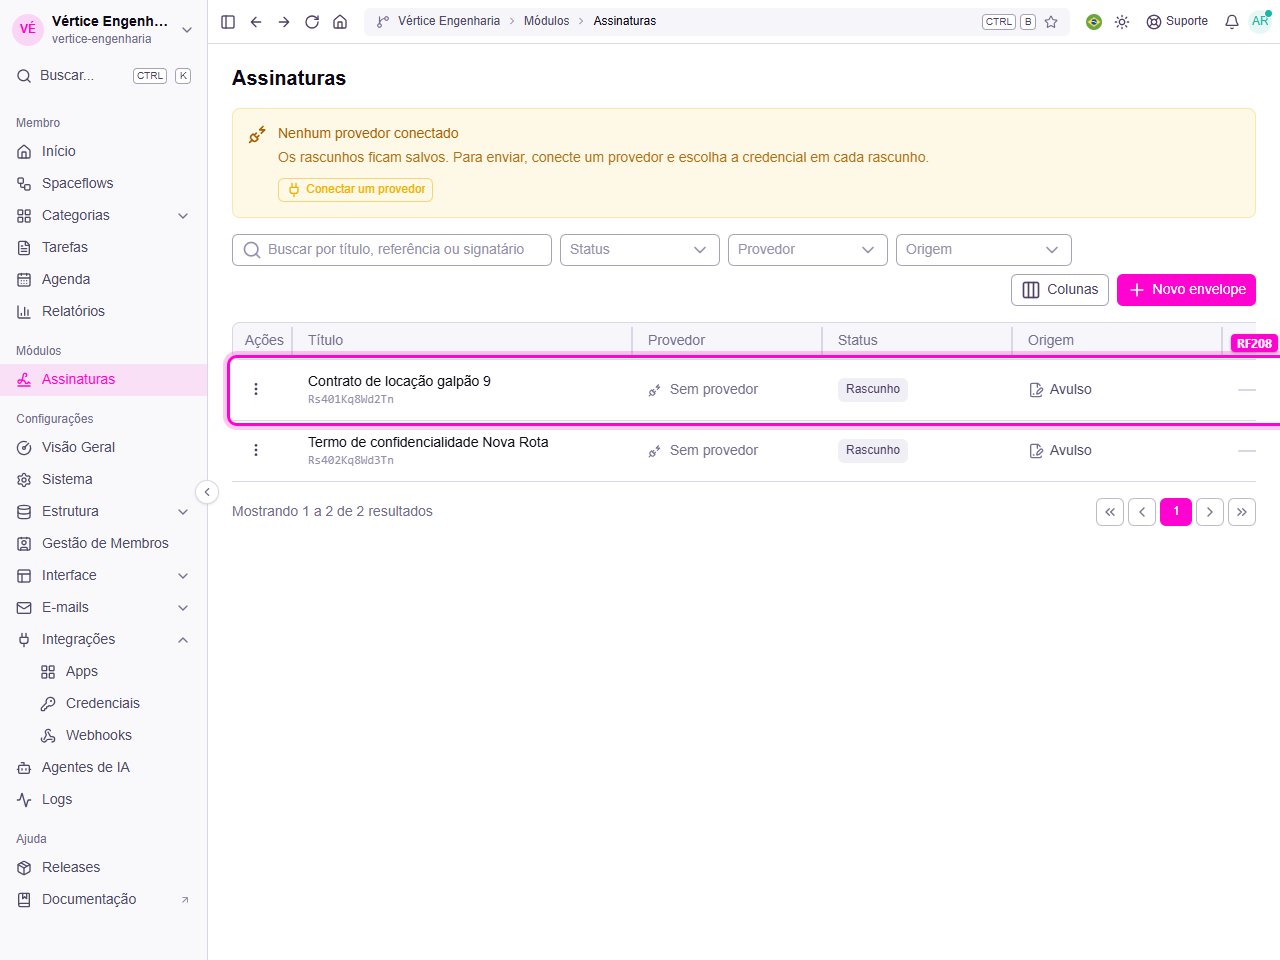 VÉ
Vértice Engenh...
vertice-engenharia
Buscar...
CTRL K
Membro
Início
Spaceflows
Categorias
Tarefas
Agenda
Relatórios
Módulos
Assinaturas
Configurações
Visão Geral
Sistema
Estrutura
Gestão de Membros
Interface
E-mails
Integrações
Apps
Credenciais
Webhooks
Agentes de IA
Logs
Ajuda
Releases
Documentação
Vértice Engenharia > Módulos > Assinaturas
CTRL B
Suporte
AR
Assinaturas
Nenhum provedor conectado
Os rascunhos ficam salvos. Para enviar, conecte um provedor e escolha a credencial em cada rascunho.
Conectar um provedor
Buscar por título, referência ou signatário
Status
Provedor
Origem
Colunas
Novo envelope
Ações Título Provedor Status Origem
RF208
Contrato de locação galpão 9
Rs401Kq8Wd2Tn
Sem provedor
Rascunho
Avulso
—
Termo de confidencialidade Nova Rota
Rs402Kq8Wd3Tn
Sem provedor
Rascunho
Avulso
—
Mostrando 1 a 2 de 2 resultados
1